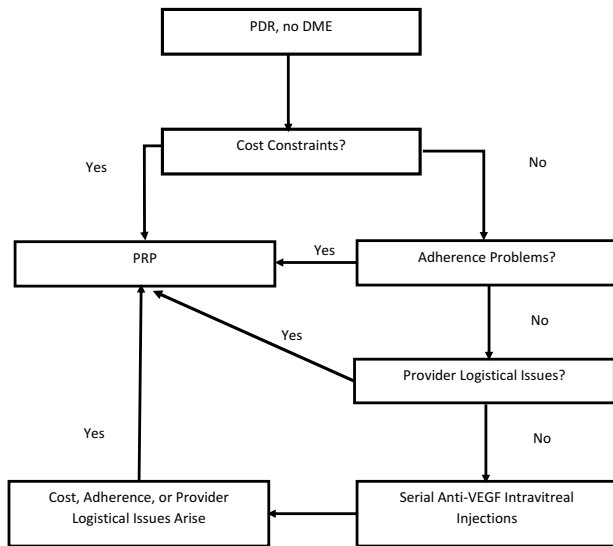 PDR, no DME
Cost Constraints?
Yes
No
PRP
Yes
Adherence Problems?
Yes
No
Provider Logistical Issues?
Yes
No
Cost, Adherence, or Provider
Logistical Issues Arise
Serial Anti-VEGF Intravitreal
Injections